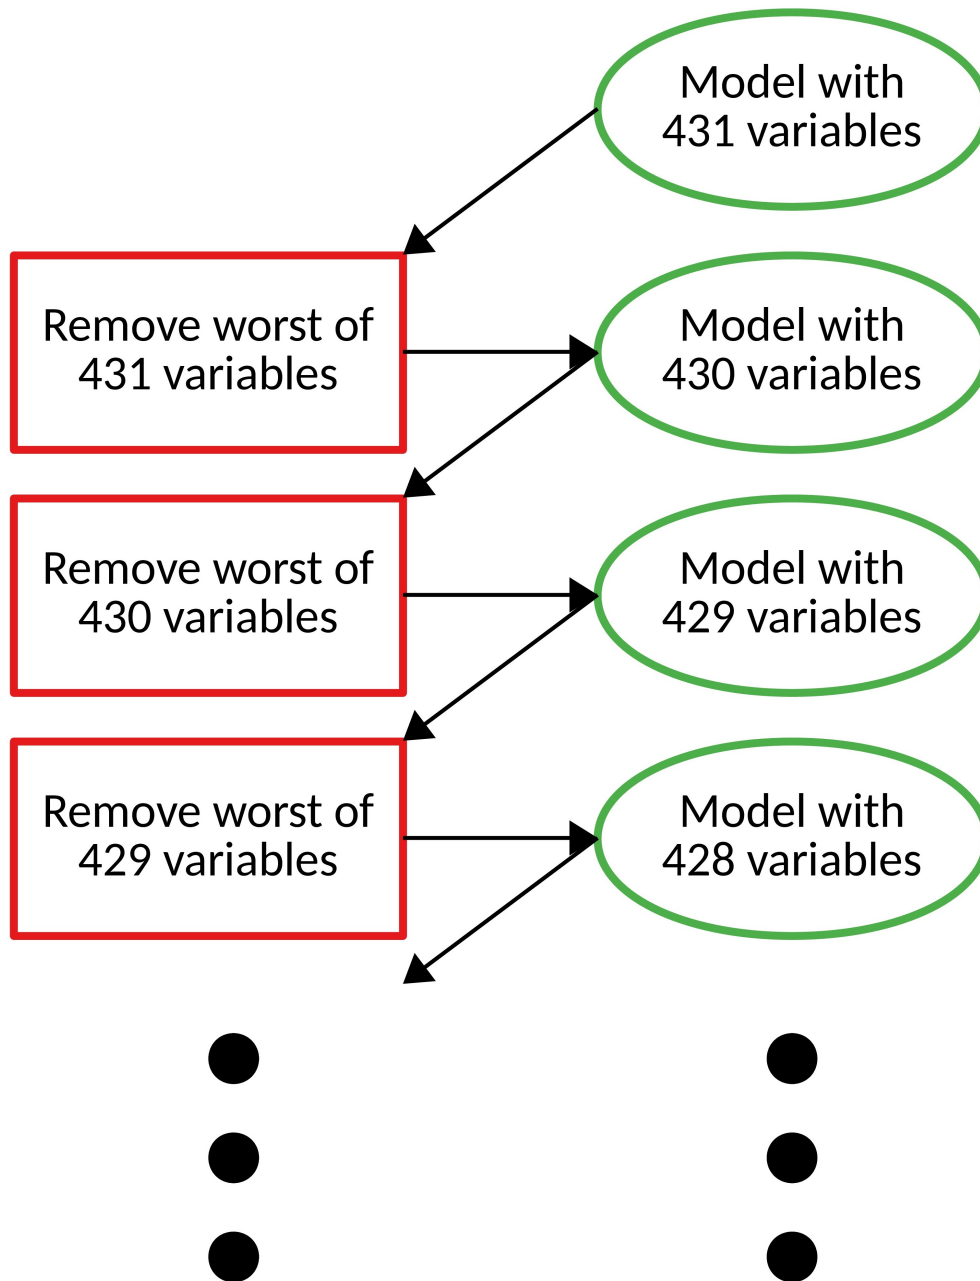 Model with
431 variables
Remove worst of
431 variables
Model with
430 variables
Remove worst of
430 variables
Model with
429 variables
Remove worst of
429 variables
Model with
428 variables